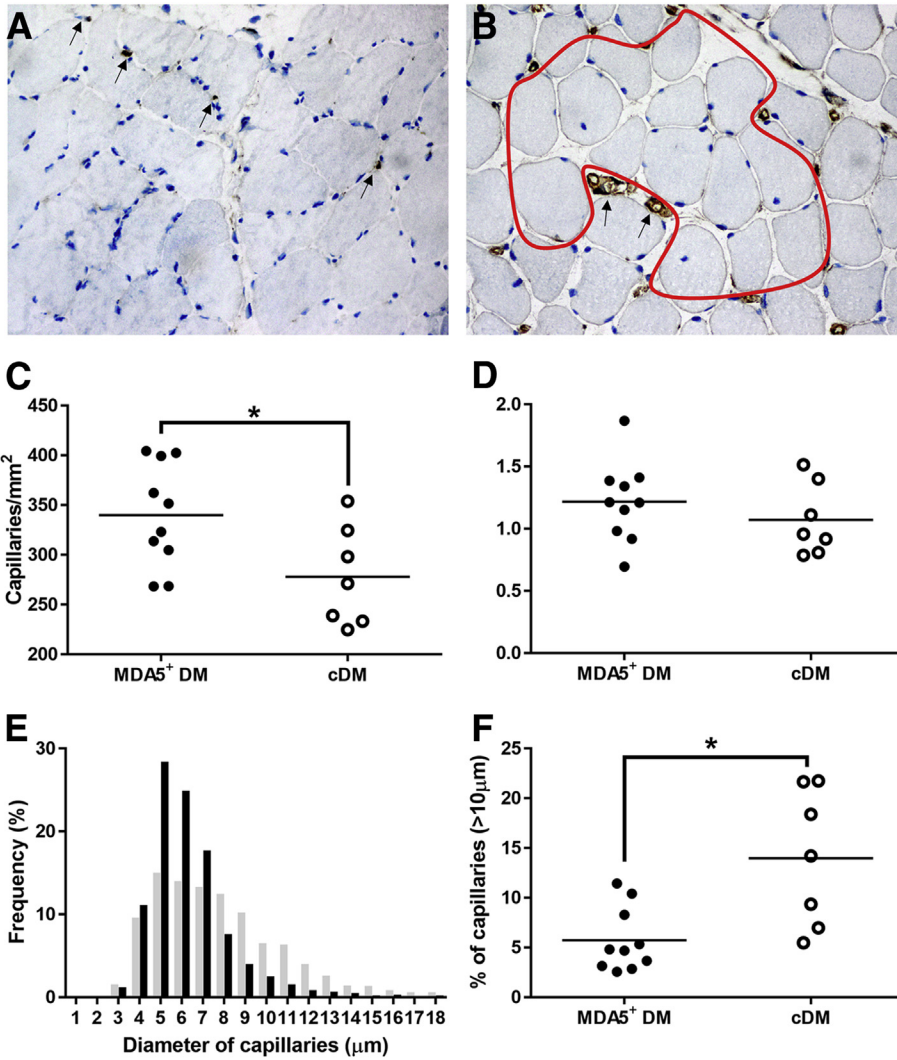 A
B
C
450
400
350
300
250
200
Capillaries/mm²
*
MDA5⁺ DM
cDM
D
2.0
1.5
1.0
0.5
0.0
MDA5⁺ DM
cDM
E
30
20
10
0
Frequency (%)
1 2 3 4 5 6 7 8 9 10 11 12 13 14 15 16 17 18
Diameter of capillaries (μm)
F
25
20
15
10
5
0
% of capillaries (>10μm)
*
MDA5⁺ DM
cDM